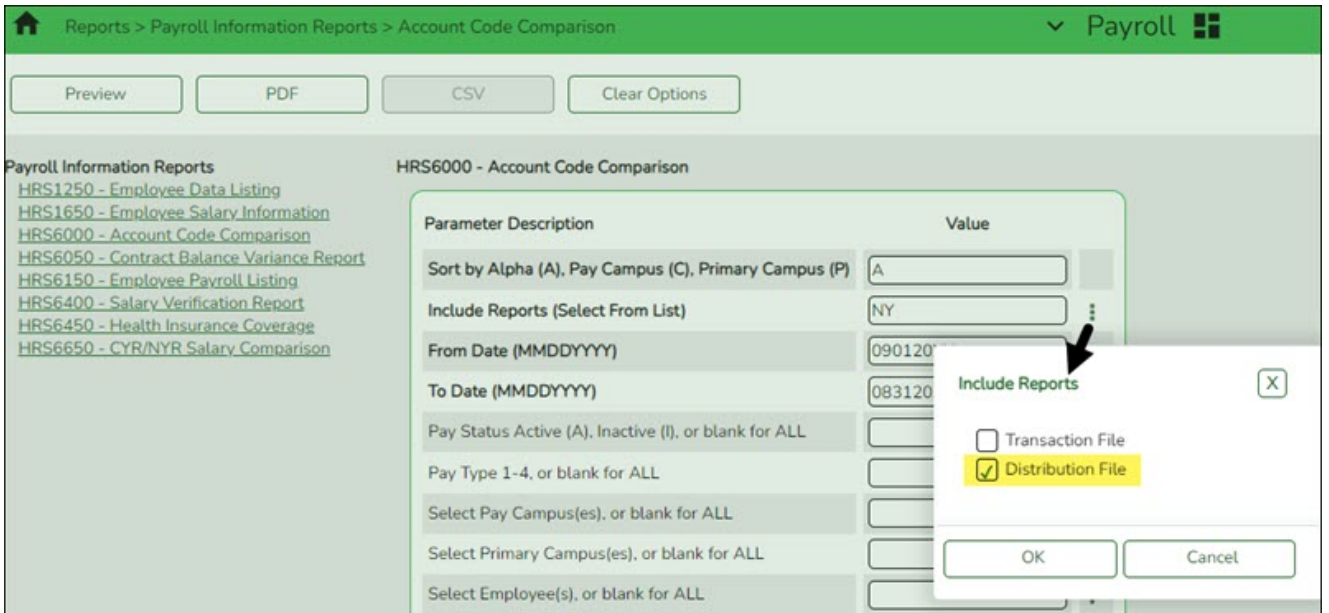 Reports > Payroll Information Reports > Account Code Comparison
Payroll
Preview
PDF
CSV
Clear Options
Payroll Information Reports
HRS1250 - Employee Data Listing
HRS1650 - Employee Salary Information
HRS6000 - Account Code Comparison
HRS6050 - Contract Balance Variance Report
HRS6150 - Employee Payroll Listing
HRS6400 - Salary Verification Report
HRS6450 - Health Insurance Coverage
HRS6650 - CYR/NYR Salary Comparison
HRS6000 - Account Code Comparison
Parameter Description Value
Sort by Alpha (A), Pay Campus (C), Primary Campus (P) A
Include Reports (Select From List) NY
From Date (MMDDYYYY) 090120
To Date (MMDDYYYY) 083120
Pay Status Active (A), Inactive (I), or blank for ALL
Pay Type 1-4, or blank for ALL
Select Pay Campus(es), or blank for ALL
Select Primary Campus(es), or blank for ALL
Select Employee(s), or blank for ALL
Include Reports X
Transaction File
Distribution File
OK Cancel